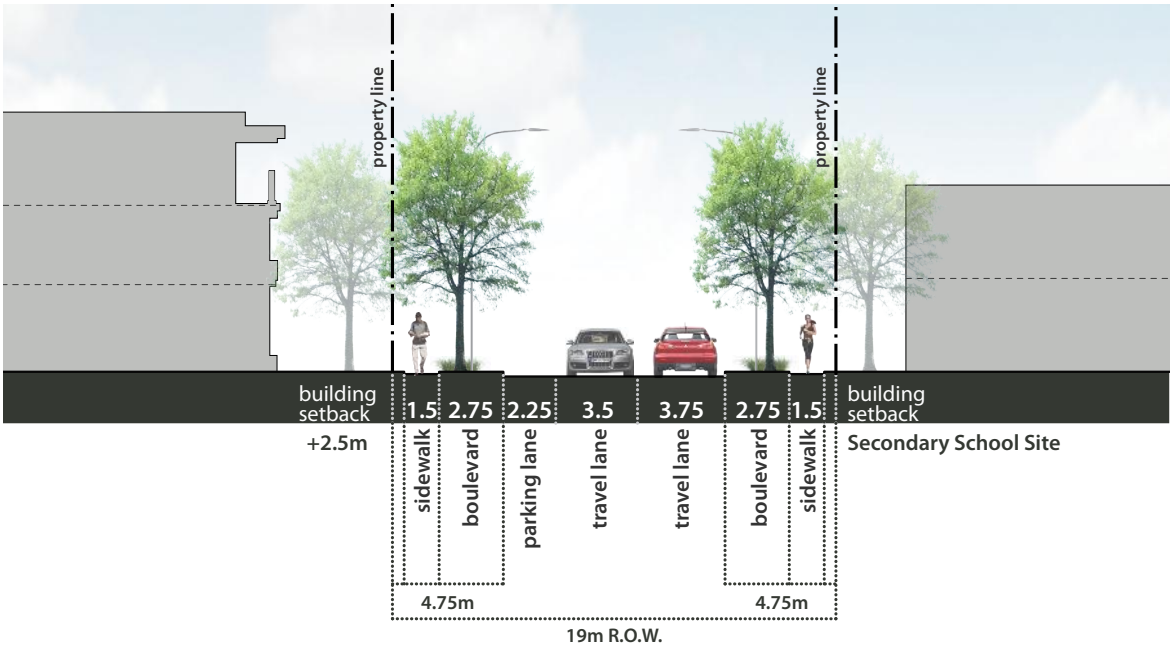 property line
property line
building
setback
1.5
2.75
2.25
3.5
3.75
2.75
1.5
building
setback
+2.5m
sidewalk
boulevard
parking lane
travel lane
travel lane
boulevard
sidewalk
Secondary School Site
4.75m
4.75m
19m R.O.W.